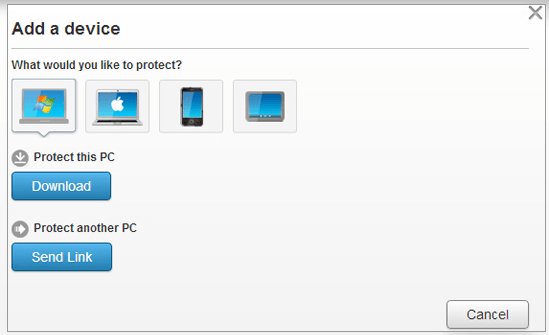 Add a device
What would you like to protect?
Protect this PC
Download
Protect another PC
Send Link
Cancel